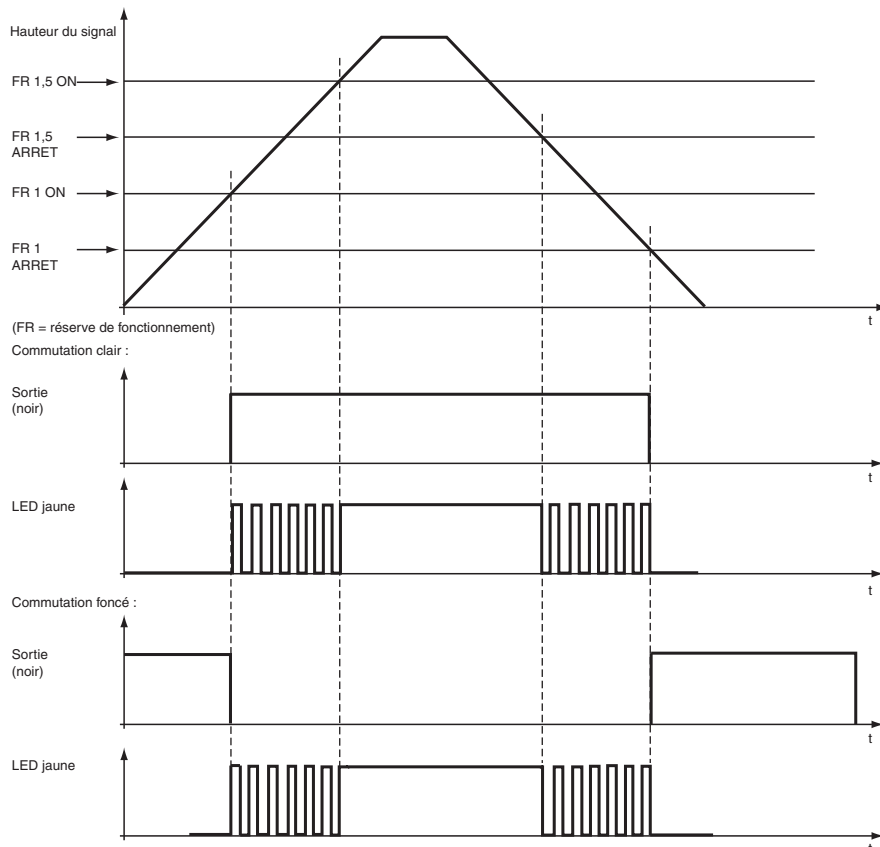 Hauteur du signal
FR 1,5 ON
FR 1,5
ARRET
FR 1 ON
FR 1
ARRET
t
(FR = réserve de fonctionnement)
Commutation clair :
Sortie
(noir)
t
LED jaune
t
Commutation foncé :
Sortie
(noir)
t
LED jaune
t